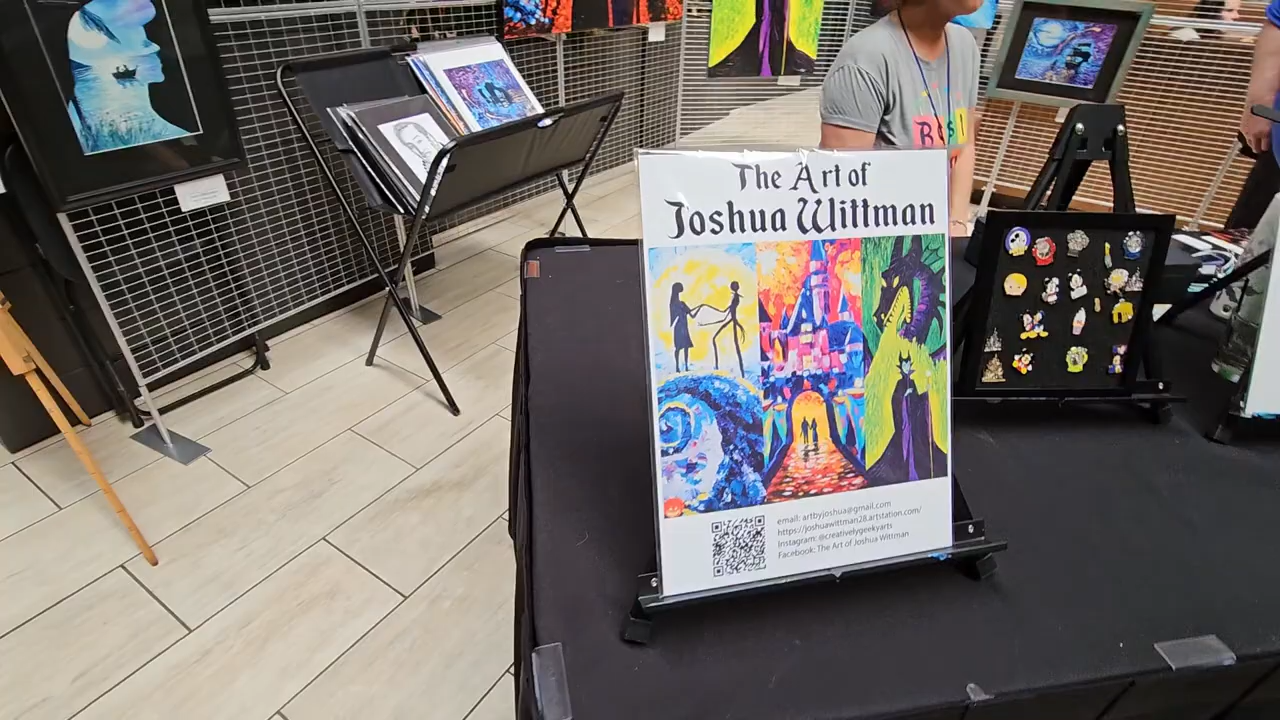 The Art of
Joshua Wittman
email: artbyjoshua@gmail.com
https://joshuawittman28.artstation.com/
Instagram: @creativelygeekyarts
Facebook: The Art of Joshua Wittman